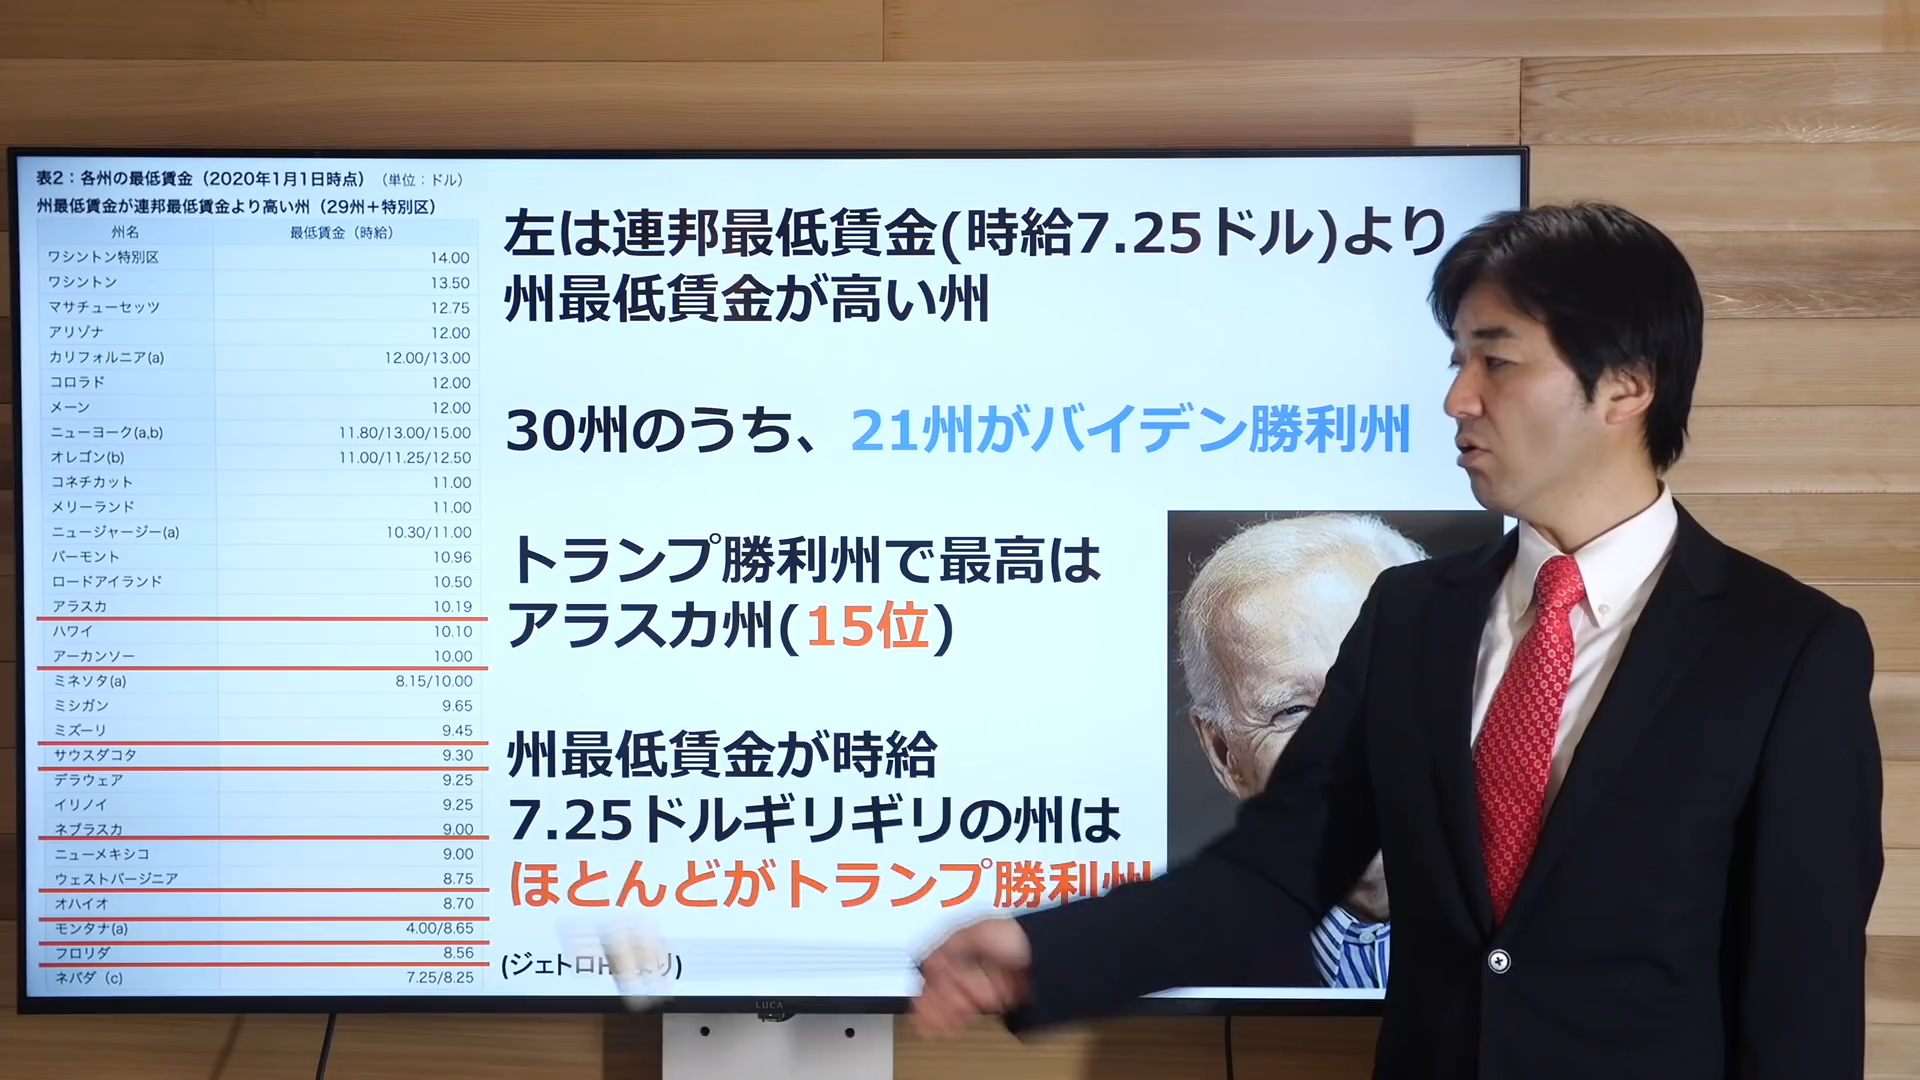 表2：各州の最低賃金（2020年1月1日時点）（単位：ドル）
州最低賃金が連邦最低賃金より高い州（29州＋特別区）
州名 最低賃金（時給）
ワシントン特別区 14.00
ワシントン 13.50
マサチューセッツ 12.75
アリゾナ 12.00
カリフォルニア(a) 12.00/13.00
コロラド 12.00
メーン 12.00
ニューヨーク(a,b) 11.80/13.00/15.00
オレゴン(b) 11.00/11.25/12.50
コネチカット 11.00
メリーランド 11.00
ニュージャージー(a) 10.30/11.00
バーモント 10.96
ロードアイランド 10.50
アラスカ 10.19
ハワイ 10.10
アーカンソー 10.00
ミネソタ(a) 8.15/10.00
ミシガン 9.65
ミズーリ 9.45
サウスダコタ 9.30
デラウェア 9.25
イリノイ 9.25
ネブラスカ 9.00
ニューメキシコ 9.00
ウェストバージニア 8.75
オハイオ 8.70
モンタナ(a) 4.00/8.65
フロリダ 8.56
ネバダ（c） 7.25/8.25
左は連邦最低賃金(時給7.25ドル)より
州最低賃金が高い州
30州のうち、21州がバイデン勝利州
トランプ勝利州で最高は
アラスカ州(15位)
州最低賃金が時給
7.25ドルギリギリの州は
ほとんどがトランプ勝利州
(ジェトロH
LUCA